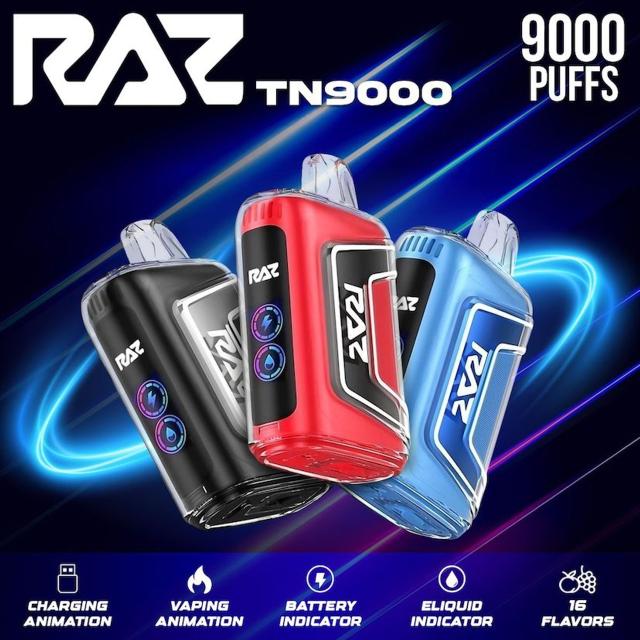 RAZ
TN9000
9000
PUFFS
RAZ
RAZ
RAZ
RAZ
RAZ
RAZ
CHARGING
ANIMATION
VAPING
ANIMATION
BATTERY
INDICATOR
ELIQUID
INDICATOR
16
FLAVORS